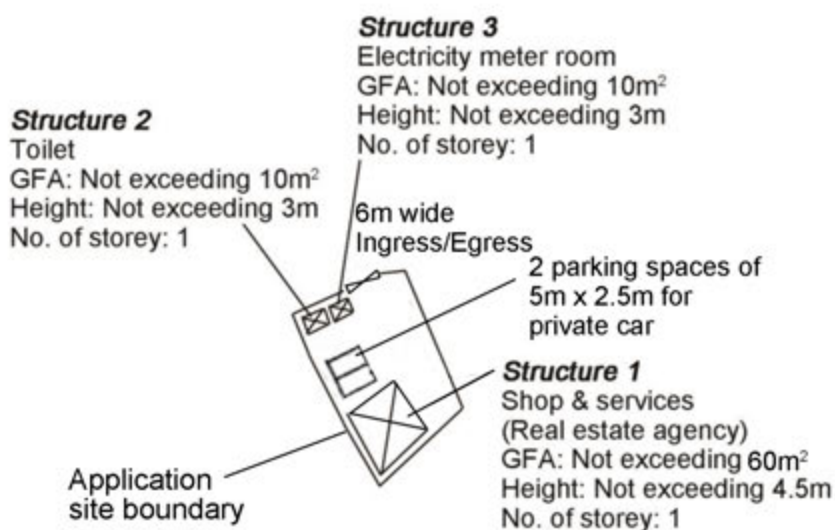 Structure 3
Electricity meter room
GFA: Not exceeding 10m²
Height: Not exceeding 3m
No. of storey: 1
Structure 2
Toilet
GFA: Not exceeding 10m²
Height: Not exceeding 3m
No. of storey: 1
6m wide
Ingress/Egress
2 parking spaces of
5m x 2.5m for
private car
Structure 1
Shop & services
(Real estate agency)
GFA: Not exceeding 60m²
Height: Not exceeding 4.5m
No. of storey: 1
Application
site boundary